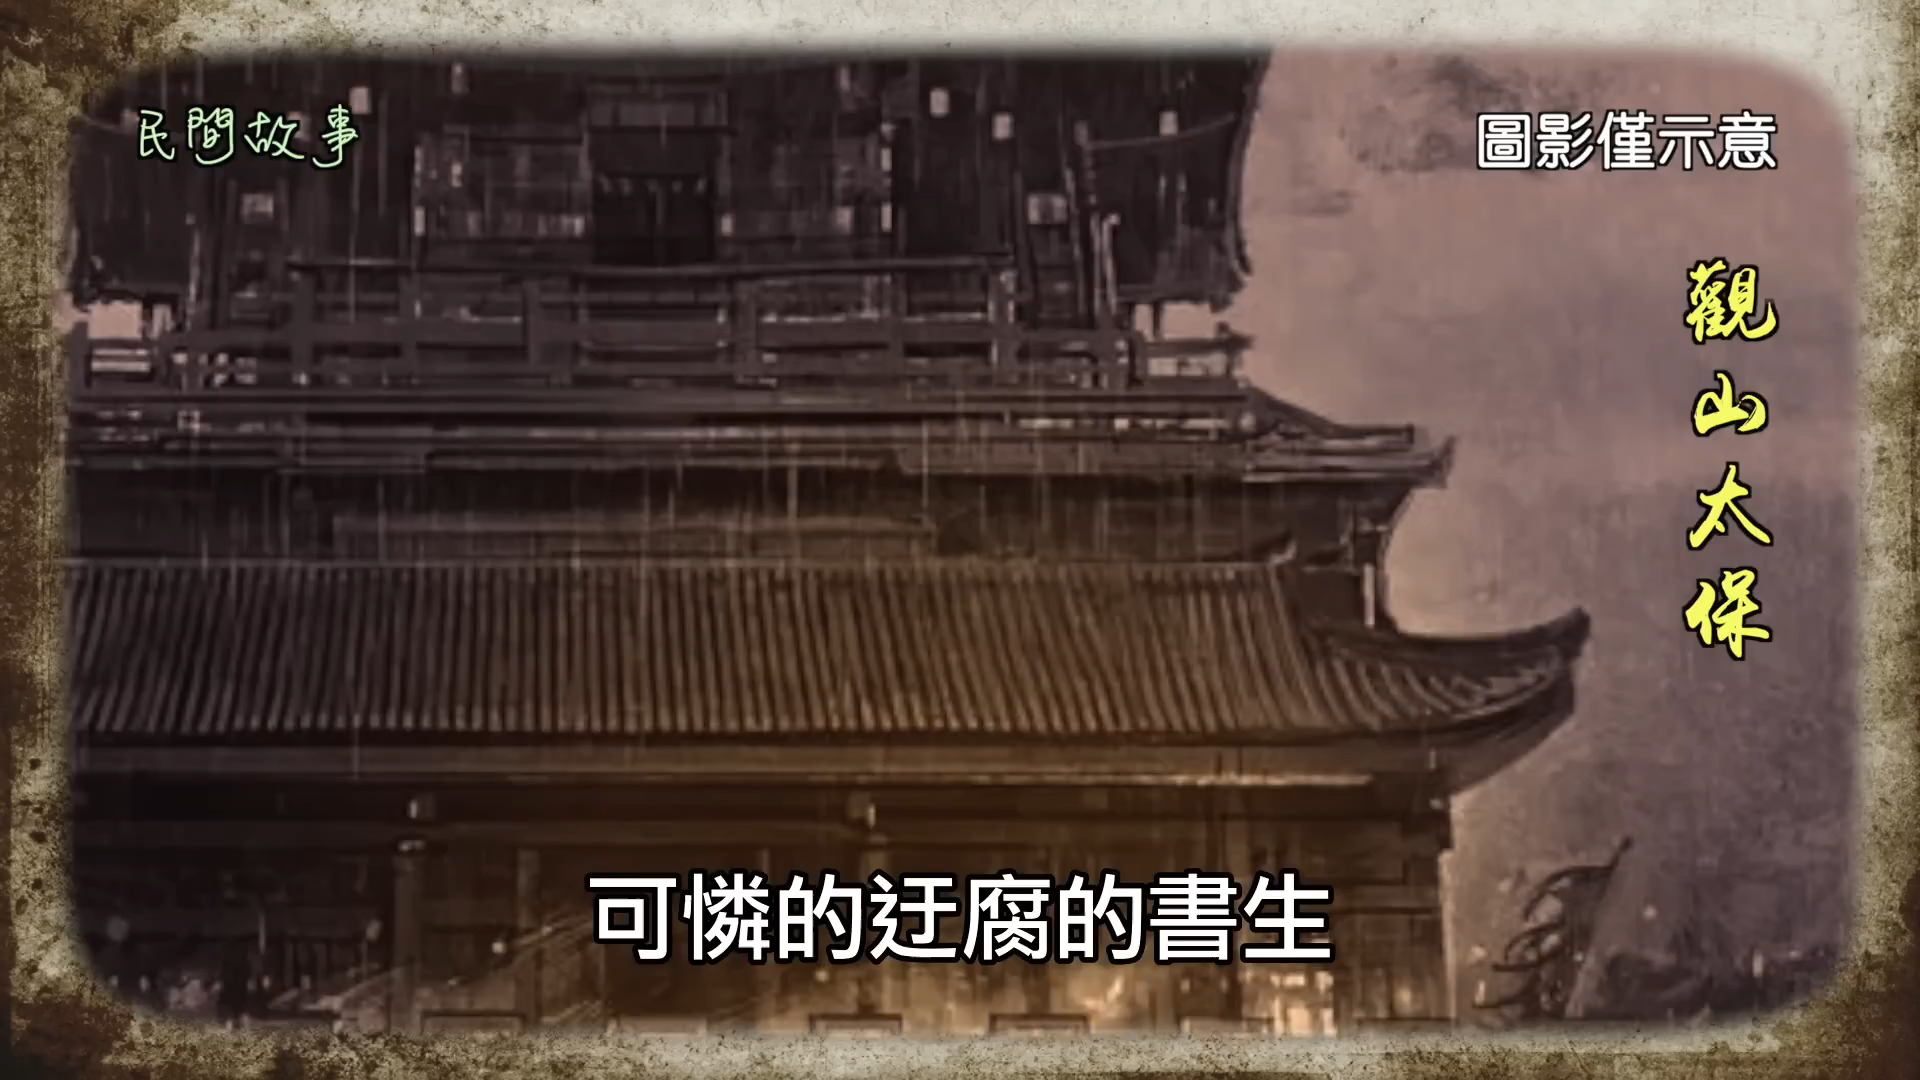 民間故事
圖影僅示意
觀山太保
可憐的迂腐的書生